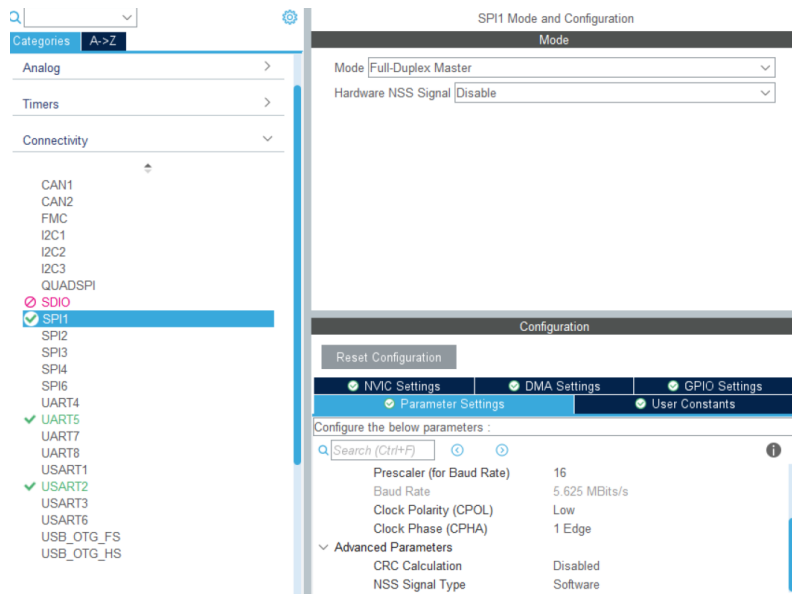 Categories A->Z
Analog
Timers
Connectivity
CAN1
CAN2
FMC
I2C1
I2C2
I2C3
QUADSPI
SDIO
SPI1
SPI2
SPI3
SPI4
SPI6
UART4
UART5
UART7
UART8
USART1
USART2
USART3
USART6
USB_OTG_FS
USB_OTG_HS
SPI1 Mode and Configuration
Mode
Mode Full-Duplex Master
Hardware NSS Signal Disable
Configuration
Reset Configuration
NVIC Settings DMA Settings GPIO Settings
Parameter Settings User Constants
Configure the below parameters :
Search (Ctrl+F)
Prescaler (for Baud Rate) 16
Baud Rate 5.625 MBits/s
Clock Polarity (CPOL) Low
Clock Phase (CPHA) 1 Edge
Advanced Parameters
CRC Calculation Disabled
NSS Signal Type Software